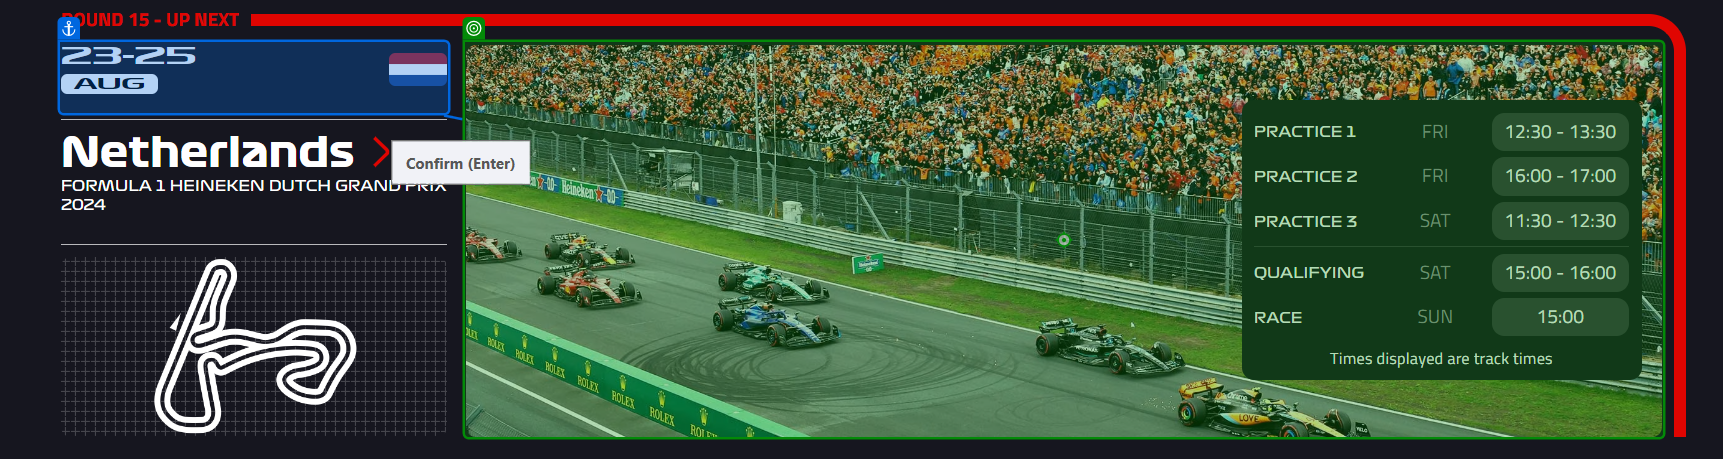 ROUND 15 - UP NEXT
23-25
AUG
Netherlands
Confirm (Enter)
FORMULA 1 HEINEKEN DUTCH GRAND PRIX
2024
PRACTICE 1 FRI 12:30 - 13:30
PRACTICE 2 FRI 16:00 - 17:00
PRACTICE 3 SAT 11:30 - 12:30
QUALIFYING SAT 15:00 - 16:00
RACE SUN 15:00
Times displayed are track times
Heineken
Heineken
ROLEX
ROLEX
ROLEX
ROLEX
ROLEX
ROLEX
LOVE